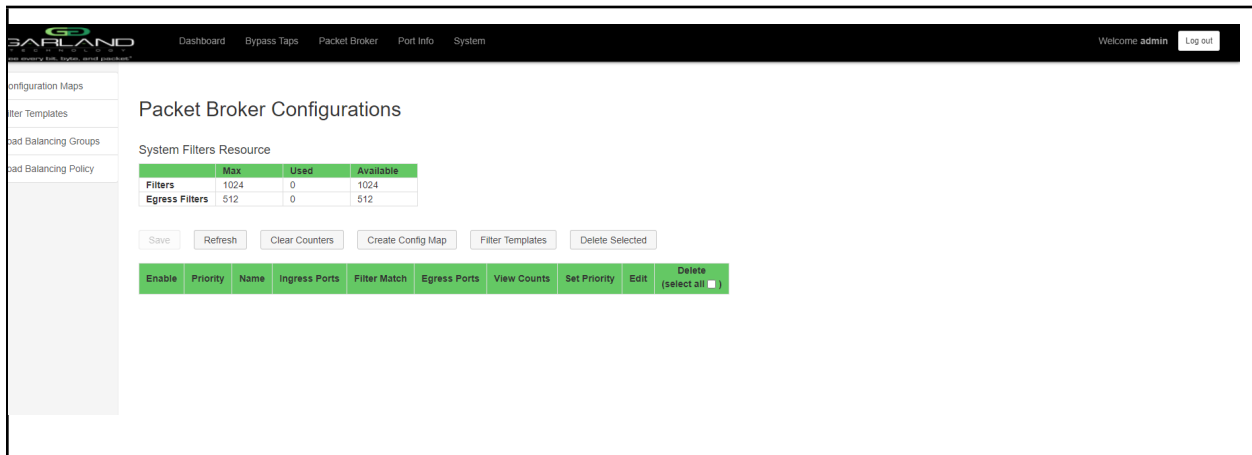 GARLAND
TECHNOLOGY
see every bit, byte, and packet
Dashboard Bypass Taps Packet Broker Port Info System
Welcome admin Log out
onfiguration Maps
ilter Templates
oad Balancing Groups
oad Balancing Policy
Packet Broker Configurations
System Filters Resource
Max Used Available
Filters 1024 0 1024
Egress Filters 512 0 512
Save Refresh Clear Counters Create Config Map Filter Templates Delete Selected
Enable Priority Name Ingress Ports Filter Match Egress Ports View Counts Set Priority Edit Delete
(select all )